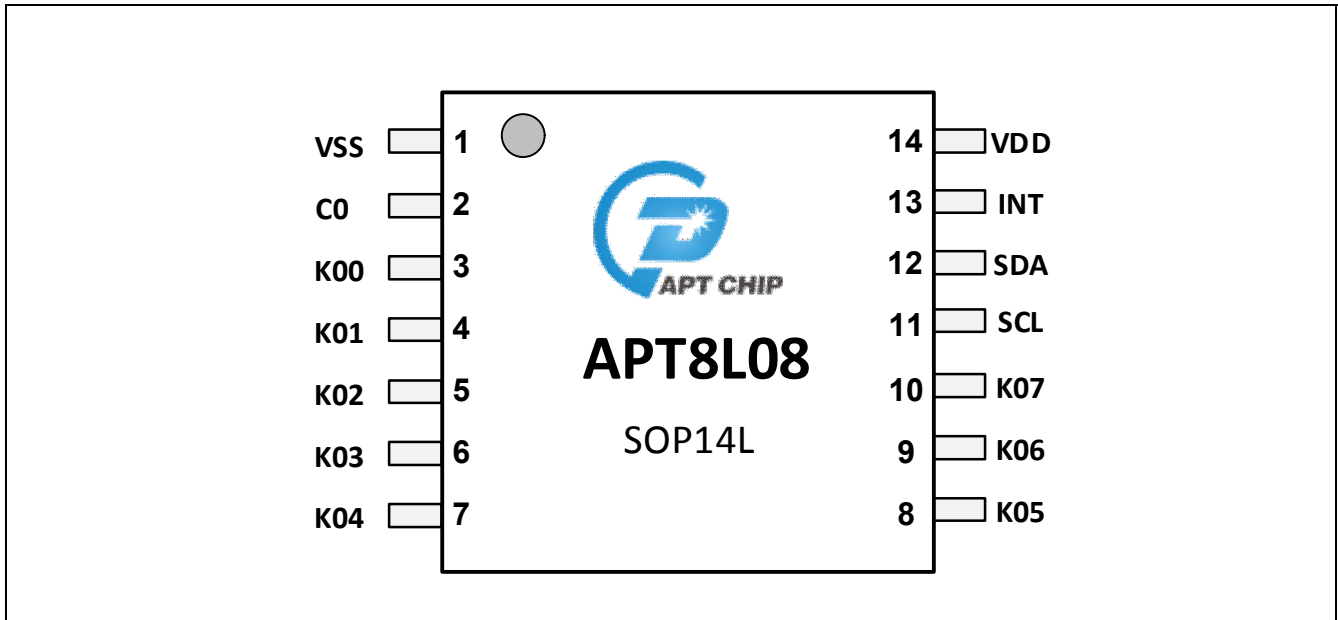 VSS 1 14 VDD
C0 2 13 INT
K00 3 12 SDA
APT CHIP
K01 4 11 SCL
APT8L08
K02 5 10 K07
K03 6 SOP14L 9 K06
K04 7 8 K05